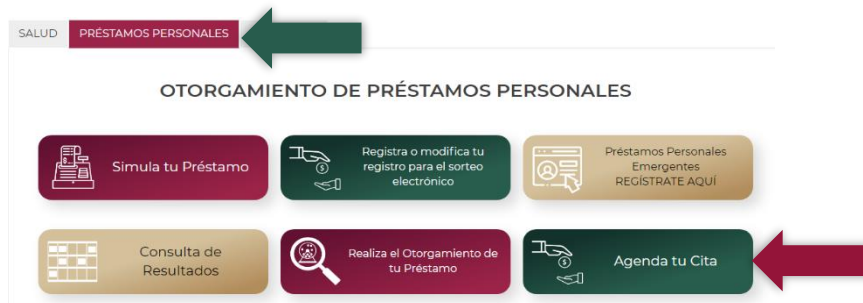 SALUD
PRÉSTAMOS PERSONALES
OTORGAMIENTO DE PRÉSTAMOS PERSONALES
Simula tu Préstamo
Registra o modifica tu
registro para el sorteo
electrónico
Préstamos Personales
Emergentes
REGÍSTRATE AQUÍ
Consulta de
Resultados
Realiza el Otorgamiento de
tu Préstamo
Agenda tu Cita